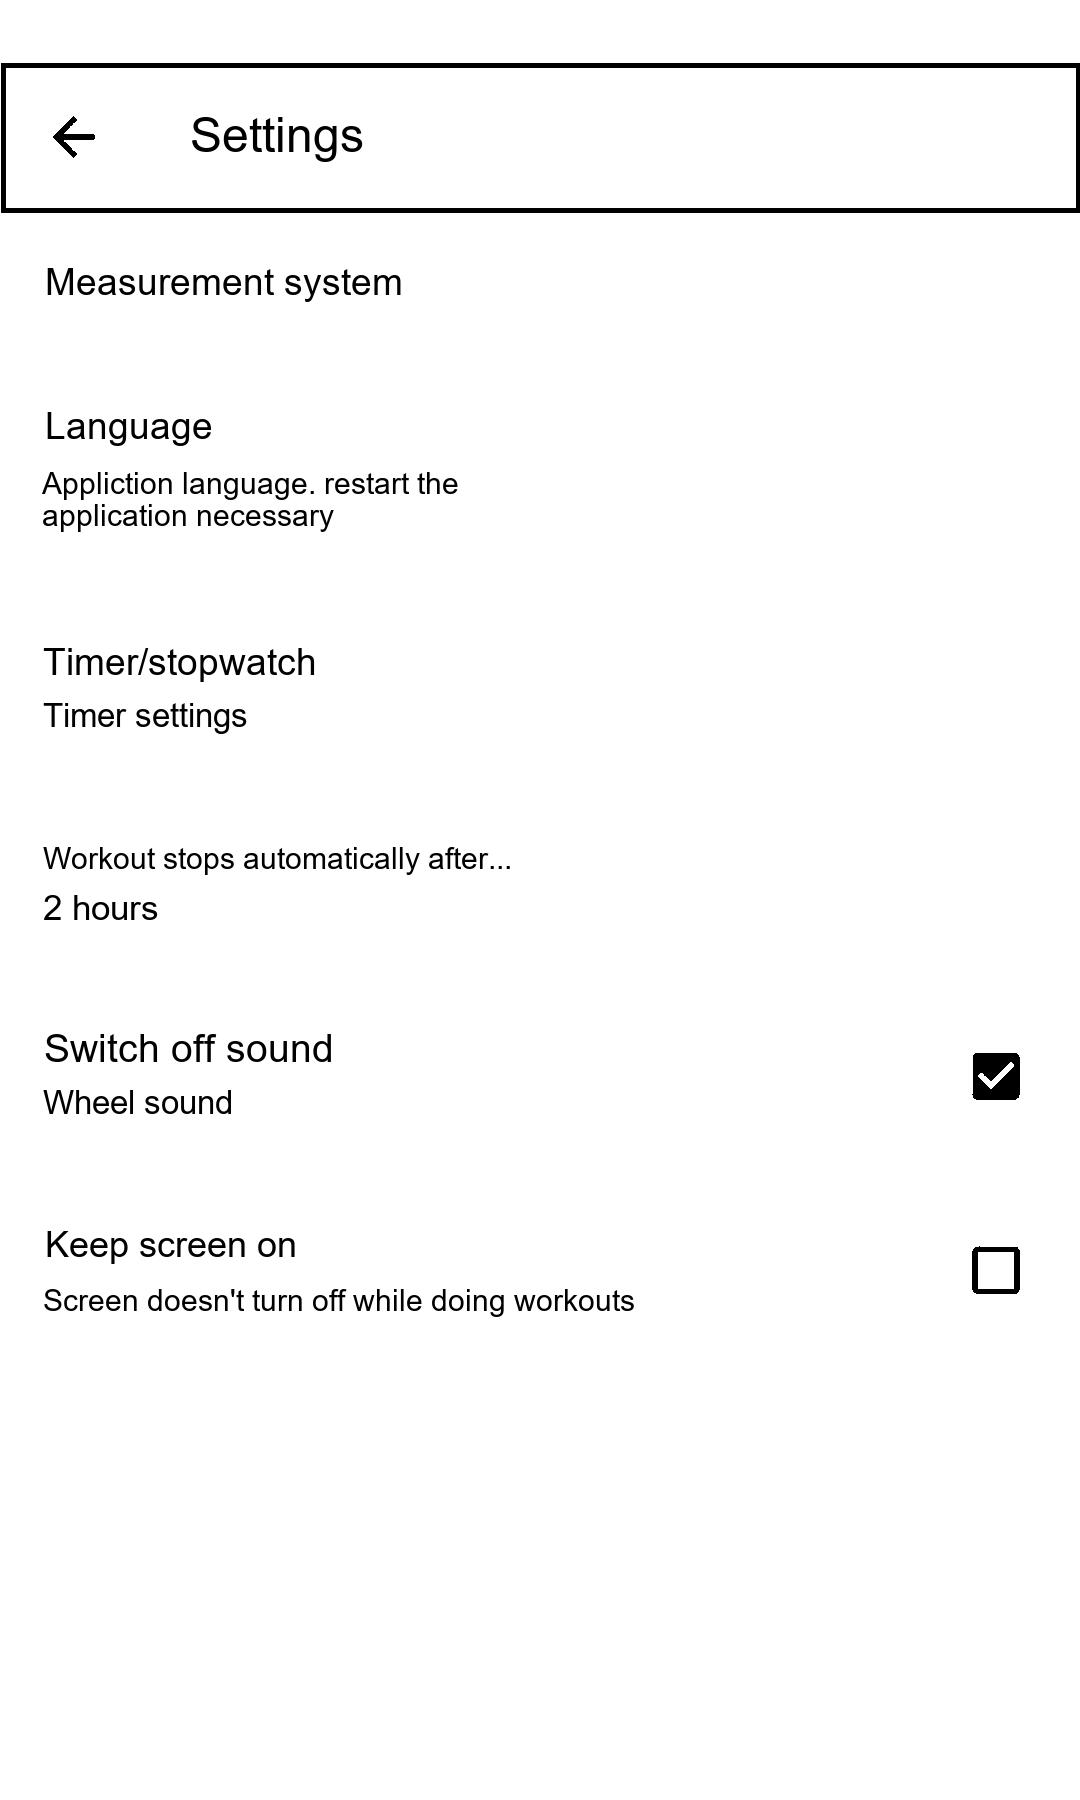 Settings
Measurement system
Language
Appliction language. restart the
application necessary
Timer/stopwatch
Timer settings
Workout stops automatically after...
2 hours
Switch off sound
Wheel sound
Keep screen on
Screen doesn't turn off while doing workouts